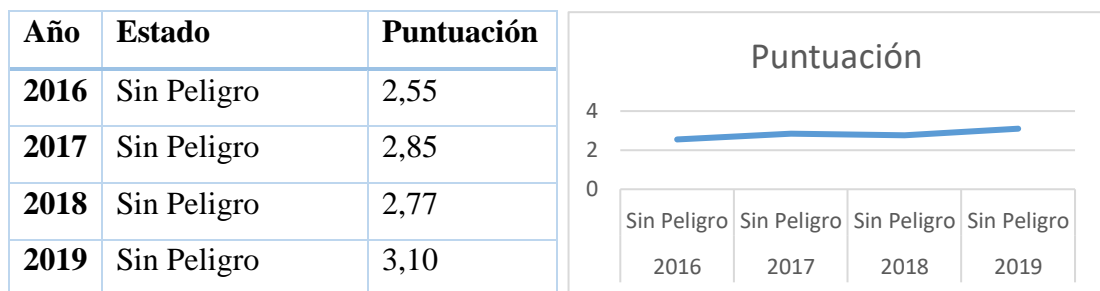 Año Estado Puntuación
2016 Sin Peligro 2,55
2017 Sin Peligro 2,85
2018 Sin Peligro 2,77
2019 Sin Peligro 3,10
Puntuación
4
2
0
Sin Peligro Sin Peligro Sin Peligro Sin Peligro
2016 2017 2018 2019